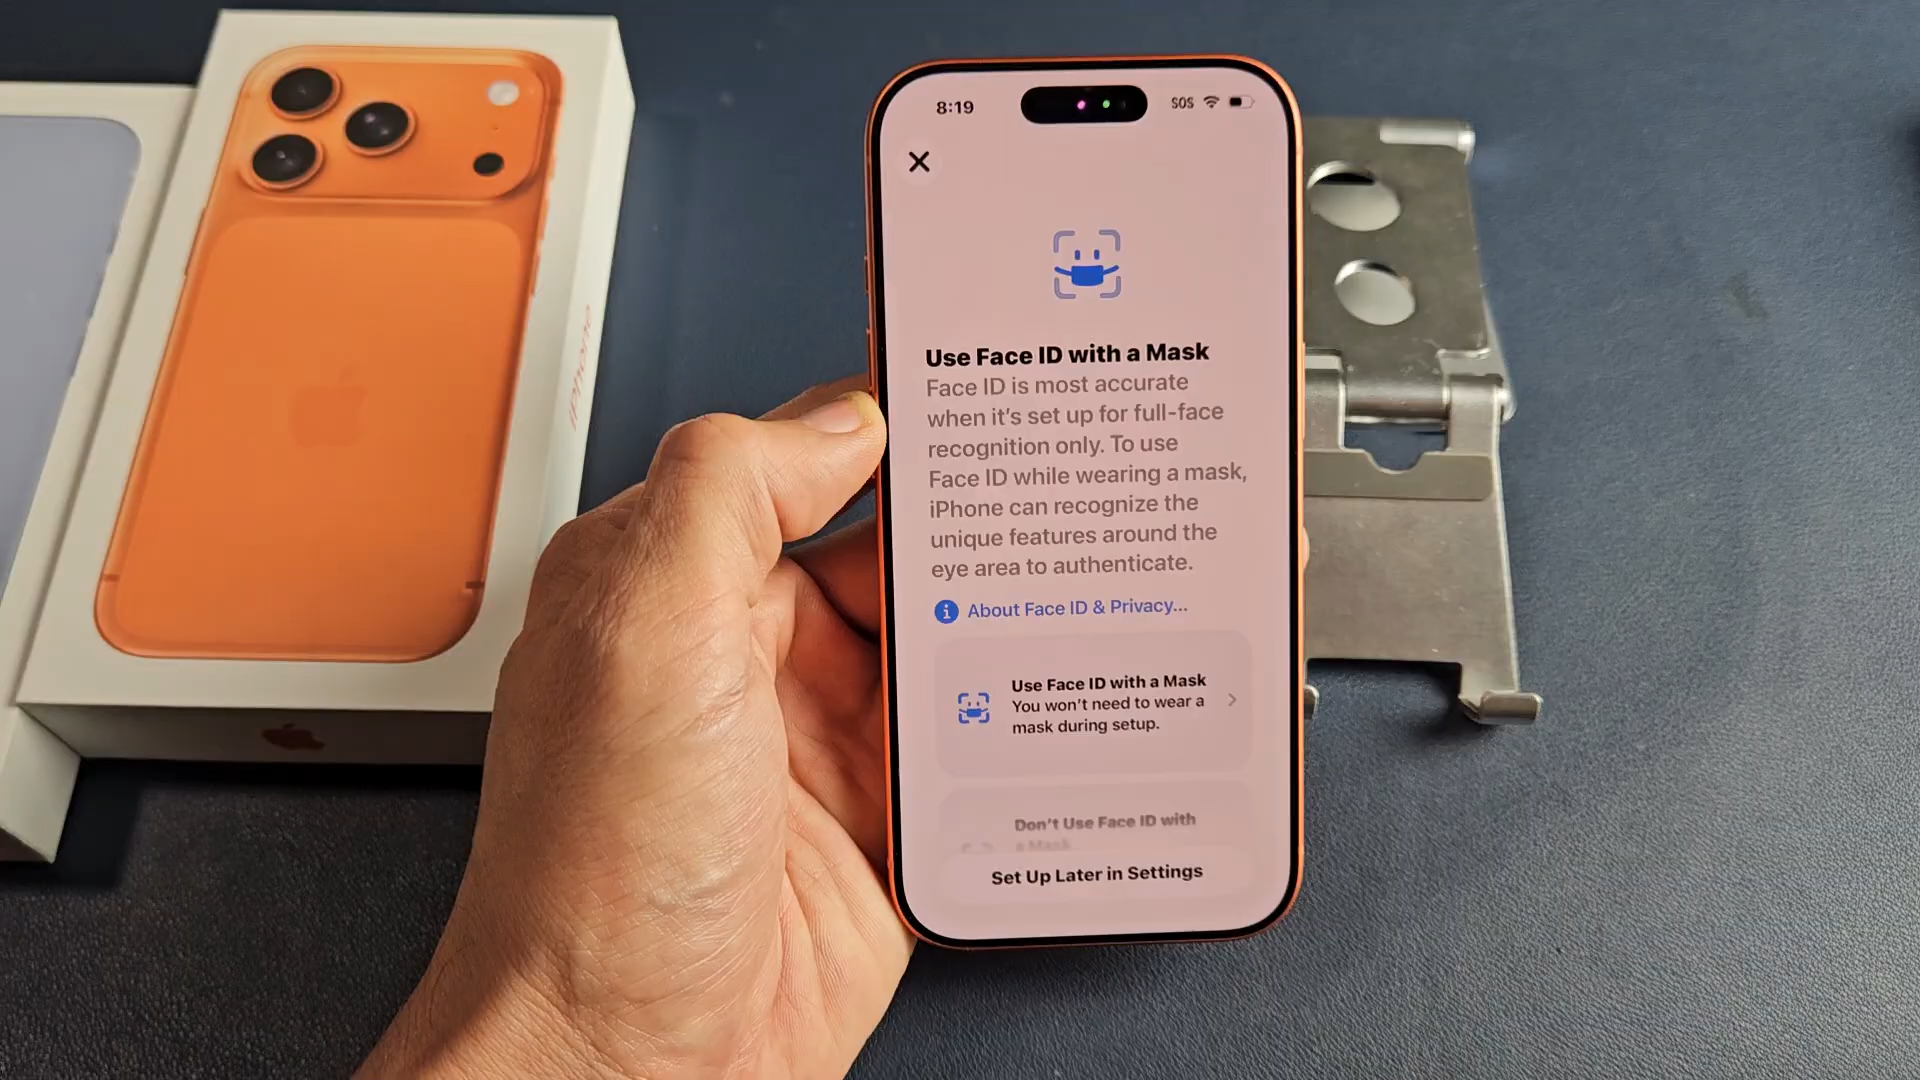 iPhone
8:19
SOS
Use Face ID with a Mask
Face ID is most accurate
when it's set up for full-face
recognition only. To use
Face ID while wearing a mask,
iPhone can recognize the
unique features around the
eye area to authenticate.
About Face ID & Privacy...
Use Face ID with a Mask
You won't need to wear a
mask during setup.
Don't Use Face ID with
a Mask
Set Up Later in Settings